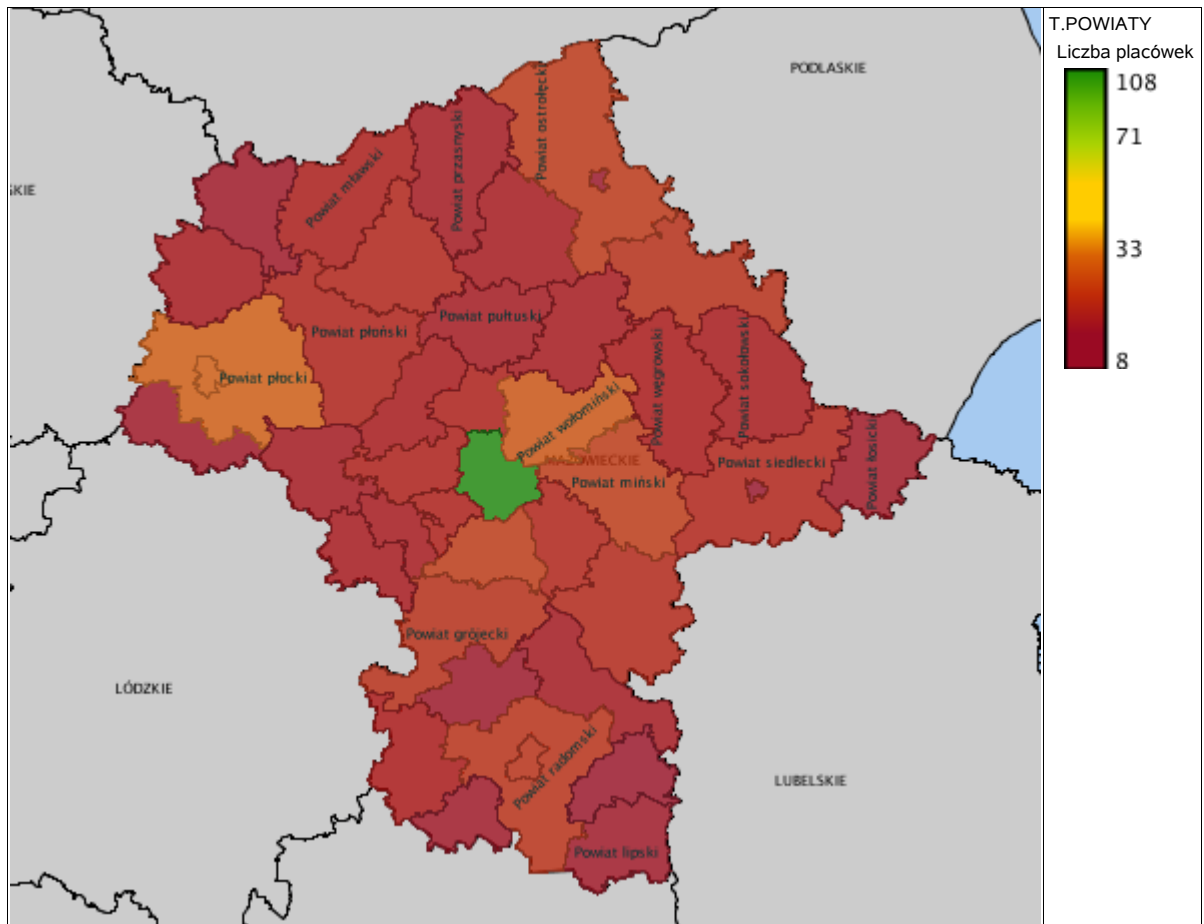 T.POWIATY
Liczba placówek
108
71
33
8
PODLASKIE
SKIE
Powiat ostrołęcki
Powiat przasnyski
Powiat mławski
Powiat pułtuski
Powiat płoński
Powiat płocki
Powiat węgrowski
Powiat sokołowski
Powiat wołomiński
MAZOWIECKIE
Powiat siedlecki
Powiat łosicki
Powiat miński
Powiat grójecki
ŁÓDZKIE
Powiat radomski
LUBELSKIE
Powiat lipski